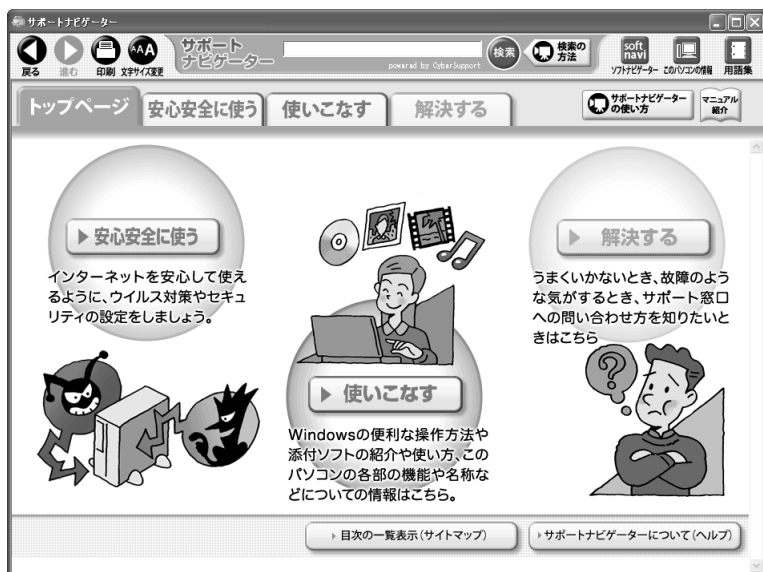 サポートナビゲーター
戻る
進む
印刷
AAA
文字サイズ変更
サポート
ナビゲーター
powered by CyberSupport
検索
検索の
方法
soft
navi
ソフトナビゲーター
このパソコンの情報
用語集
トップページ
安心安全に使う
使いこなす
解決する
サポートナビゲーター
の使い方
マニュアル
紹介
安心安全に使う
インターネットを安心して使え
るように、ウイルス対策やセキュ
リティの設定をしましょう。
使いこなす
Windowsの便利な操作方法や
添付ソフトの紹介や使い方、この
パソコンの各部の機能や名称な
どについての情報はこちら。
解決する
うまくいかないとき、故障のよう
な気がするとき、サポート窓口
への問い合わせ方を知りたいと
きはこちら
?
目次の一覧表示(サイトマップ)
サポートナビゲーターについて(ヘルプ)